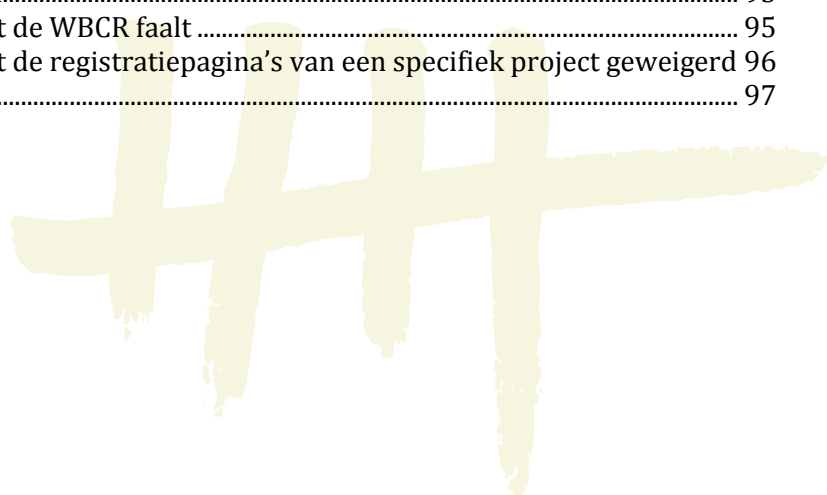 t de WBCR faalt ........ 95
t de registratiepagina’s van een specifiek project geweigerd 96
........ 97